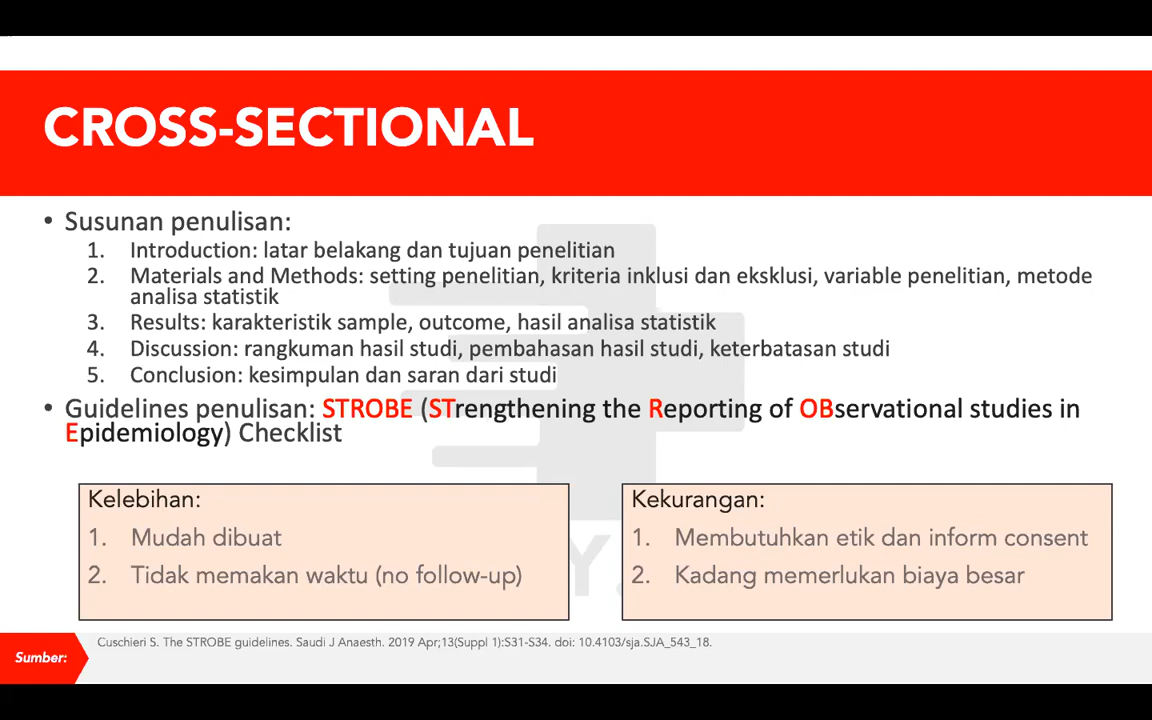 CROSS-SECTIONAL
• Susunan penulisan:
1. Introduction: latar belakang dan tujuan penelitian
2. Materials and Methods: setting penelitian, kriteria inklusi dan eksklusi, variable penelitian, metode
analisa statistik
3. Results: karakteristik sample, outcome, hasil analisa statistik
4. Discussion: rangkuman hasil studi, pembahasan hasil studi, keterbatasan studi
5. Conclusion: kesimpulan dan saran dari studi
• Guidelines penulisan: STROBE (STrengthening the Reporting of OBservational studies in
Epidemiology) Checklist
Kelebihan:
1. Mudah dibuat
2. Tidak memakan waktu (no follow-up)
Kekurangan:
1. Membutuhkan etik dan inform consent
2. Kadang memerlukan biaya besar
Cuschieri S. The STROBE guidelines. Saudi J Anaesth. 2019 Apr;13(Suppl 1):S31-S34. doi: 10.4103/sja.SJA_543_18.
Sumber: